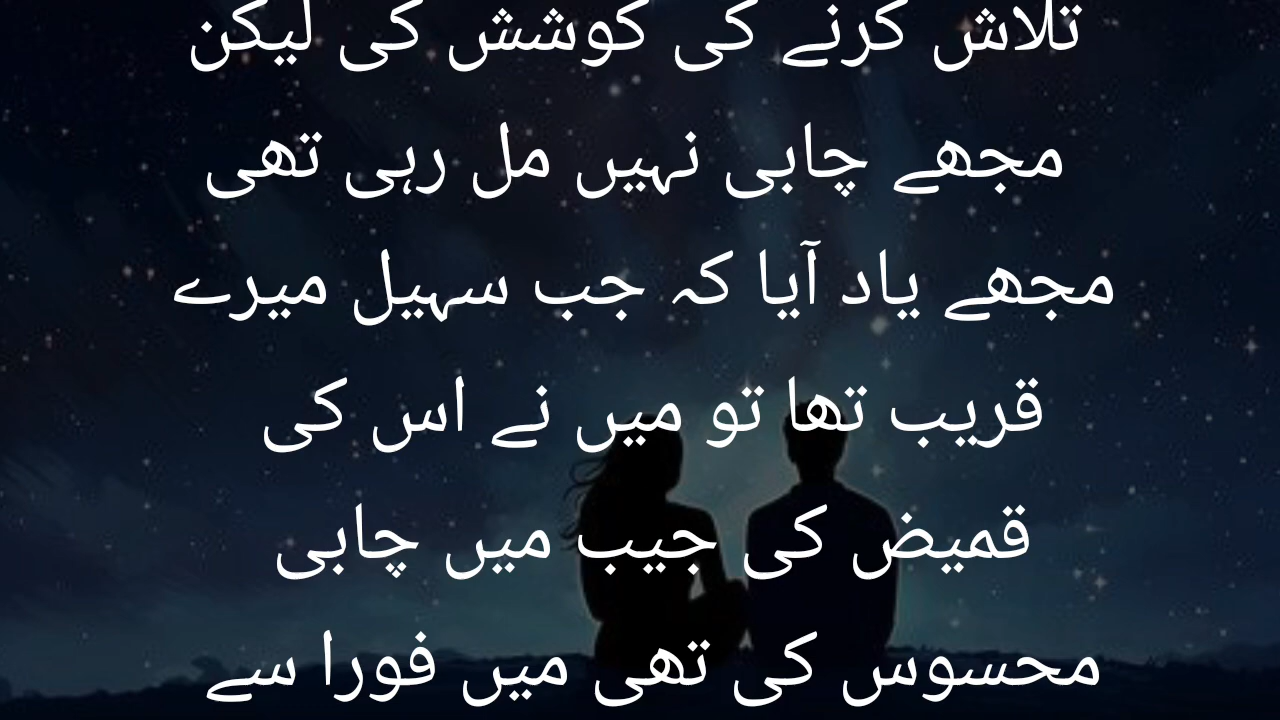 تلاش کرنے کی کوشش کی لیکن
مجھے چابی نہیں مل رہی تھی
مجھے یاد آیا کہ جب سہیل میرے
قریب تھا تو میں نے اس کی
قمیض کی جیب میں چابی
محسوس کی تھی میں فورا سے